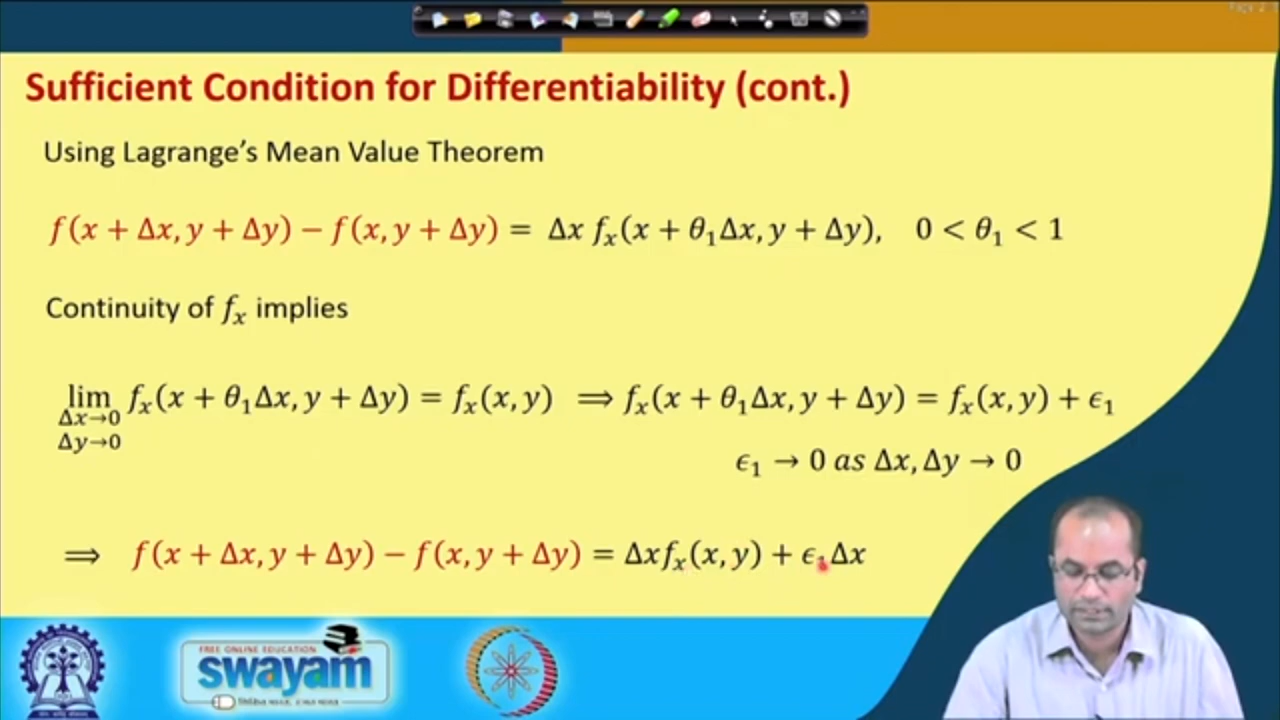 Page 2
Sufficient Condition for Differentiability (cont.)
Using Lagrange's Mean Value Theorem
f(x + Δx, y + Δy) − f(x, y + Δy) = Δx fₓ(x + θ₁Δx, y + Δy), 0 < θ₁ < 1
Continuity of fₓ implies
lim fₓ(x + θ₁Δx, y + Δy) = fₓ(x, y) ⟹ fₓ(x + θ₁Δx, y + Δy) = fₓ(x, y) + ϵ₁
Δx→0
Δy→0
ϵ₁ → 0 as Δx, Δy → 0
⟹ f(x + Δx, y + Δy) − f(x, y + Δy) = Δxfₓ(x, y) + ϵ₁Δx
FREE ONLINE EDUCATION
swayam